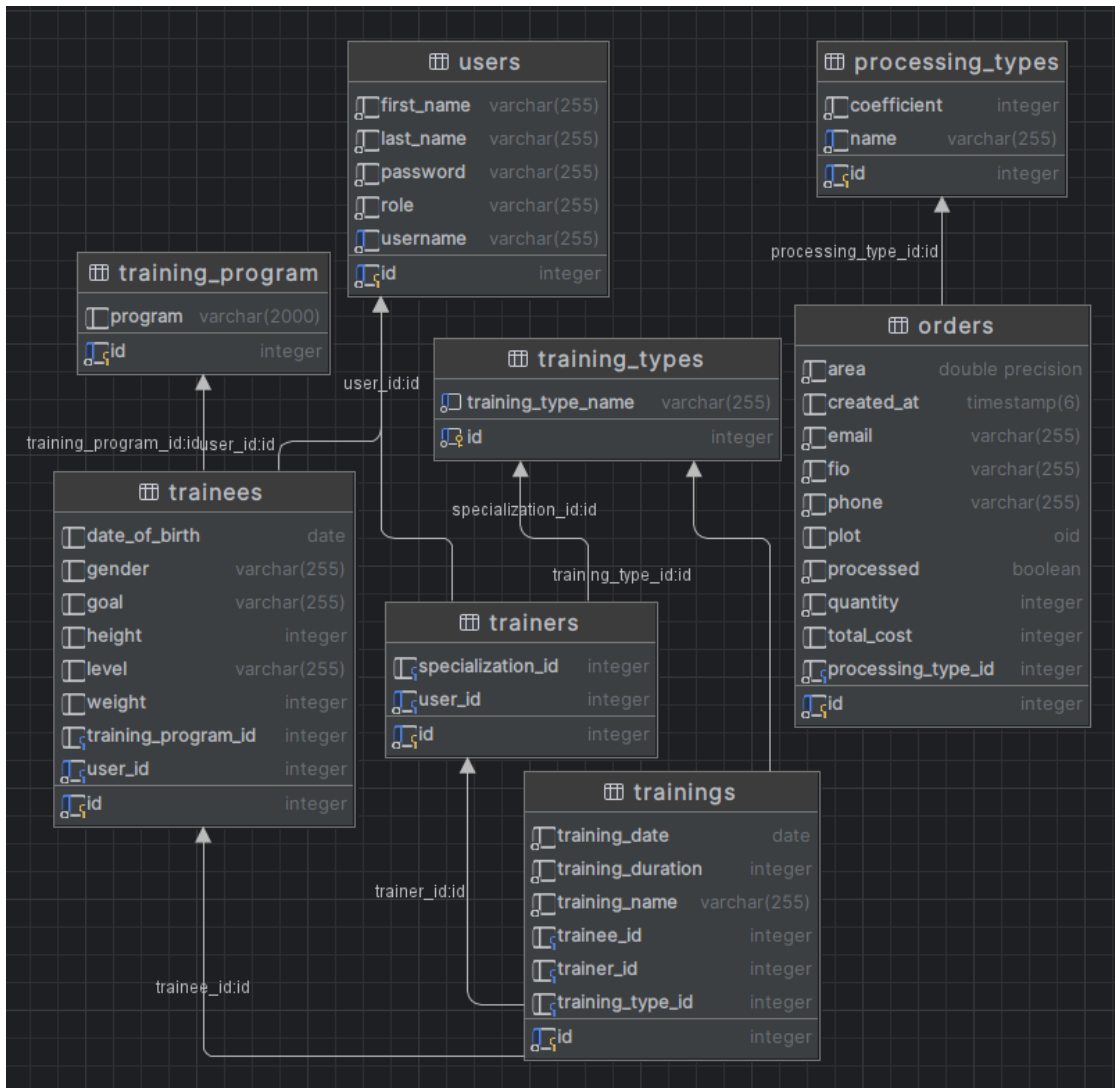 users
first_name varchar(255)
last_name varchar(255)
password varchar(255)
role varchar(255)
username varchar(255)
id integer
processing_types
coefficient integer
name varchar(255)
id integer
processing_type_id:id
training_program
program varchar(2000)
id integer
training_types
training_type_name varchar(255)
id integer
orders
area double precision
created_at timestamp(6)
email varchar(255)
fio varchar(255)
phone varchar(255)
plot oid
processed boolean
quantity integer
total_cost integer
processing_type_id integer
id integer
user_id:id
training_program_id:id
user_id:id
trainees
date_of_birth date
gender varchar(255)
goal varchar(255)
height integer
level varchar(255)
weight integer
training_program_id integer
user_id integer
id integer
specialization_id:id
training_type_id:id
trainers
specialization_id integer
user_id integer
id integer
trainings
training_date date
training_duration integer
training_name varchar(255)
trainee_id integer
trainer_id integer
training_type_id integer
id integer
trainer_id:id
trainee_id:id